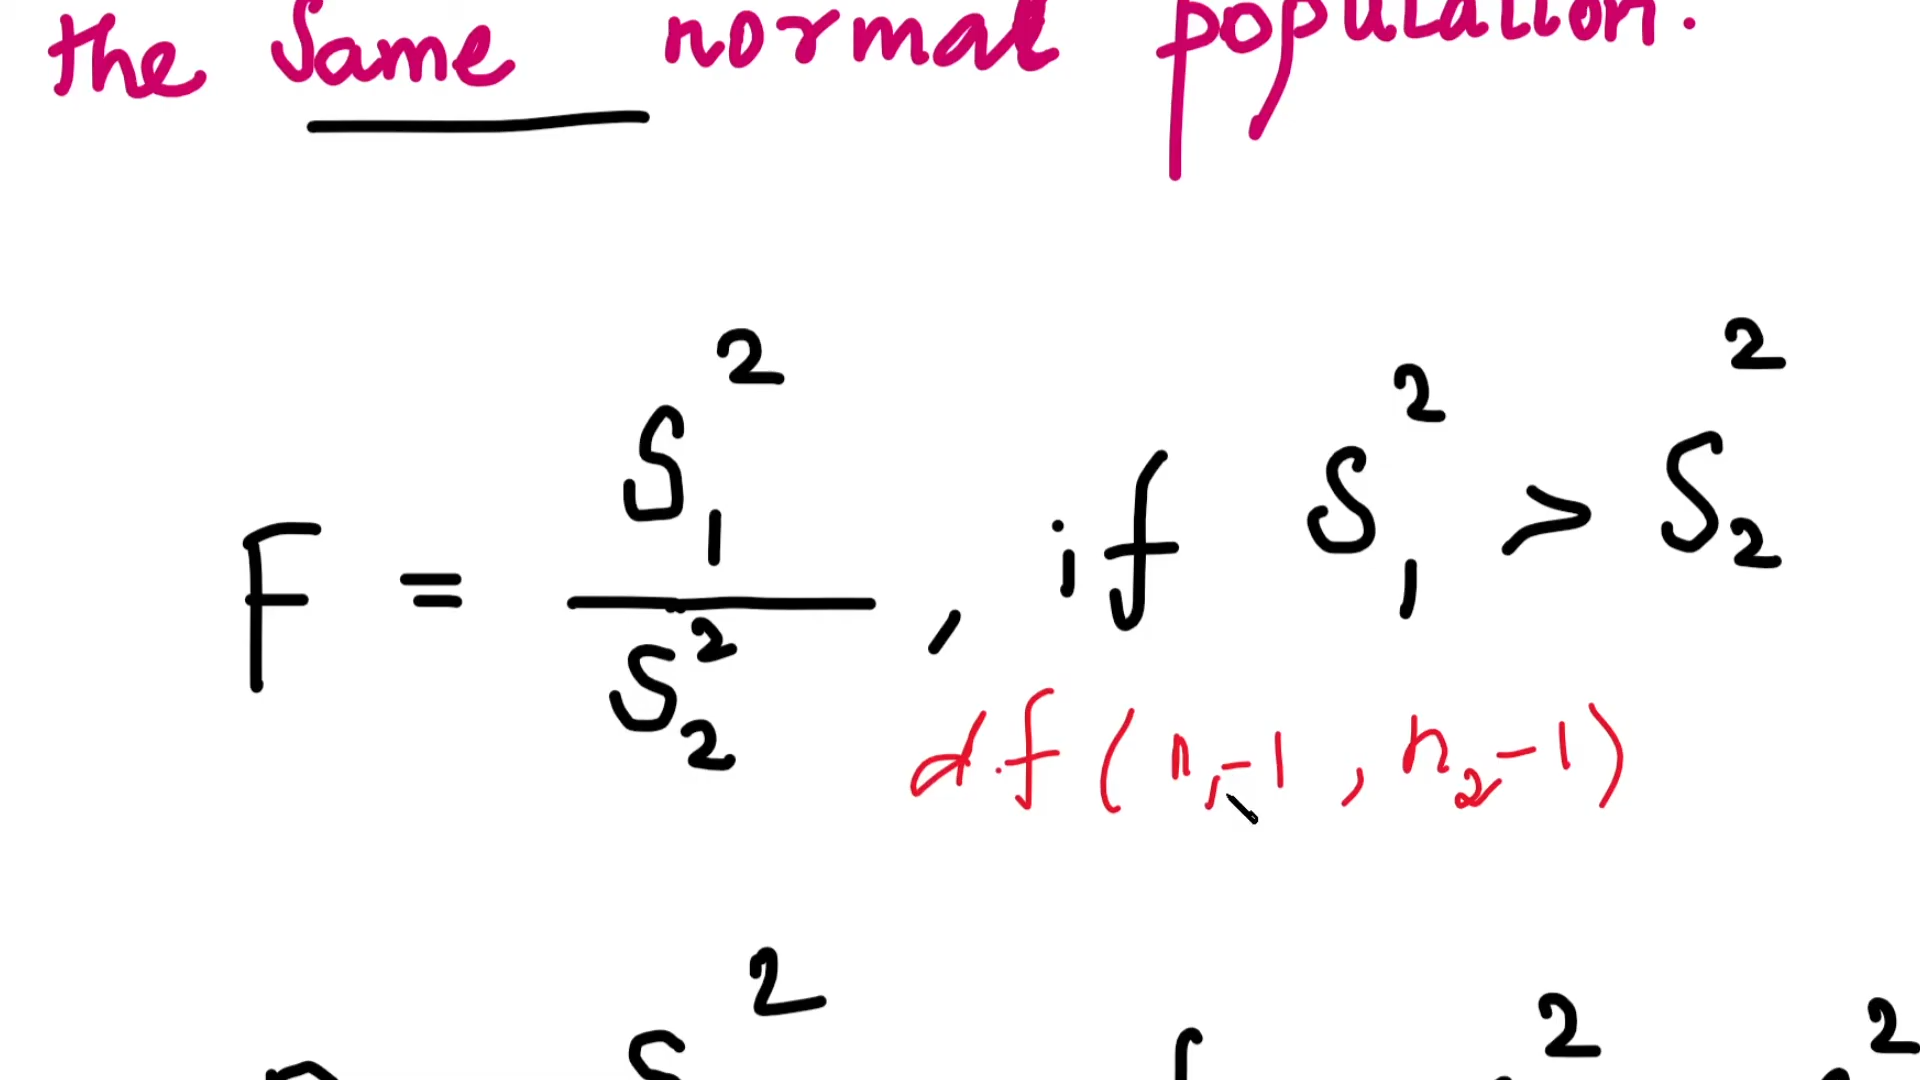 the Same normal population.
F = S₁² / S₂² , if S₁² > S₂²
d.f ( n₁-1 , n₂-1 )